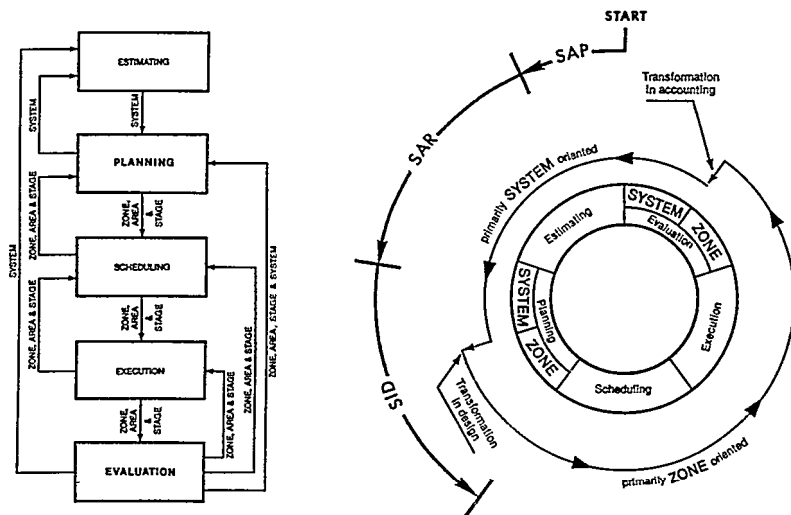 ESTIMATING
SYSTEM
SYSTEM
PLANNING
ZONE, AREA & STAGE
ZONE,
AREA
&
STAGE
SYSTEM
SCHEDULING
ZONE, AREA & STAGE
ZONE,
AREA
&
STAGE
EXECUTION
ZONE,
AREA
&
STAGE
ZONE, AREA & STAGE
ZONE, AREA & STAGE
ZONE, AREA, STAGE & SYSTEM
EVALUATION
START
SAP
SAR
SID
Transformation
in accounting
primarily SYSTEM oriented
SYSTEM
ZONE
Evaluation
Estimating
Execution
SYSTEM
ZONE
Planning
Scheduling
Transformation
in design
primarily ZONE oriented